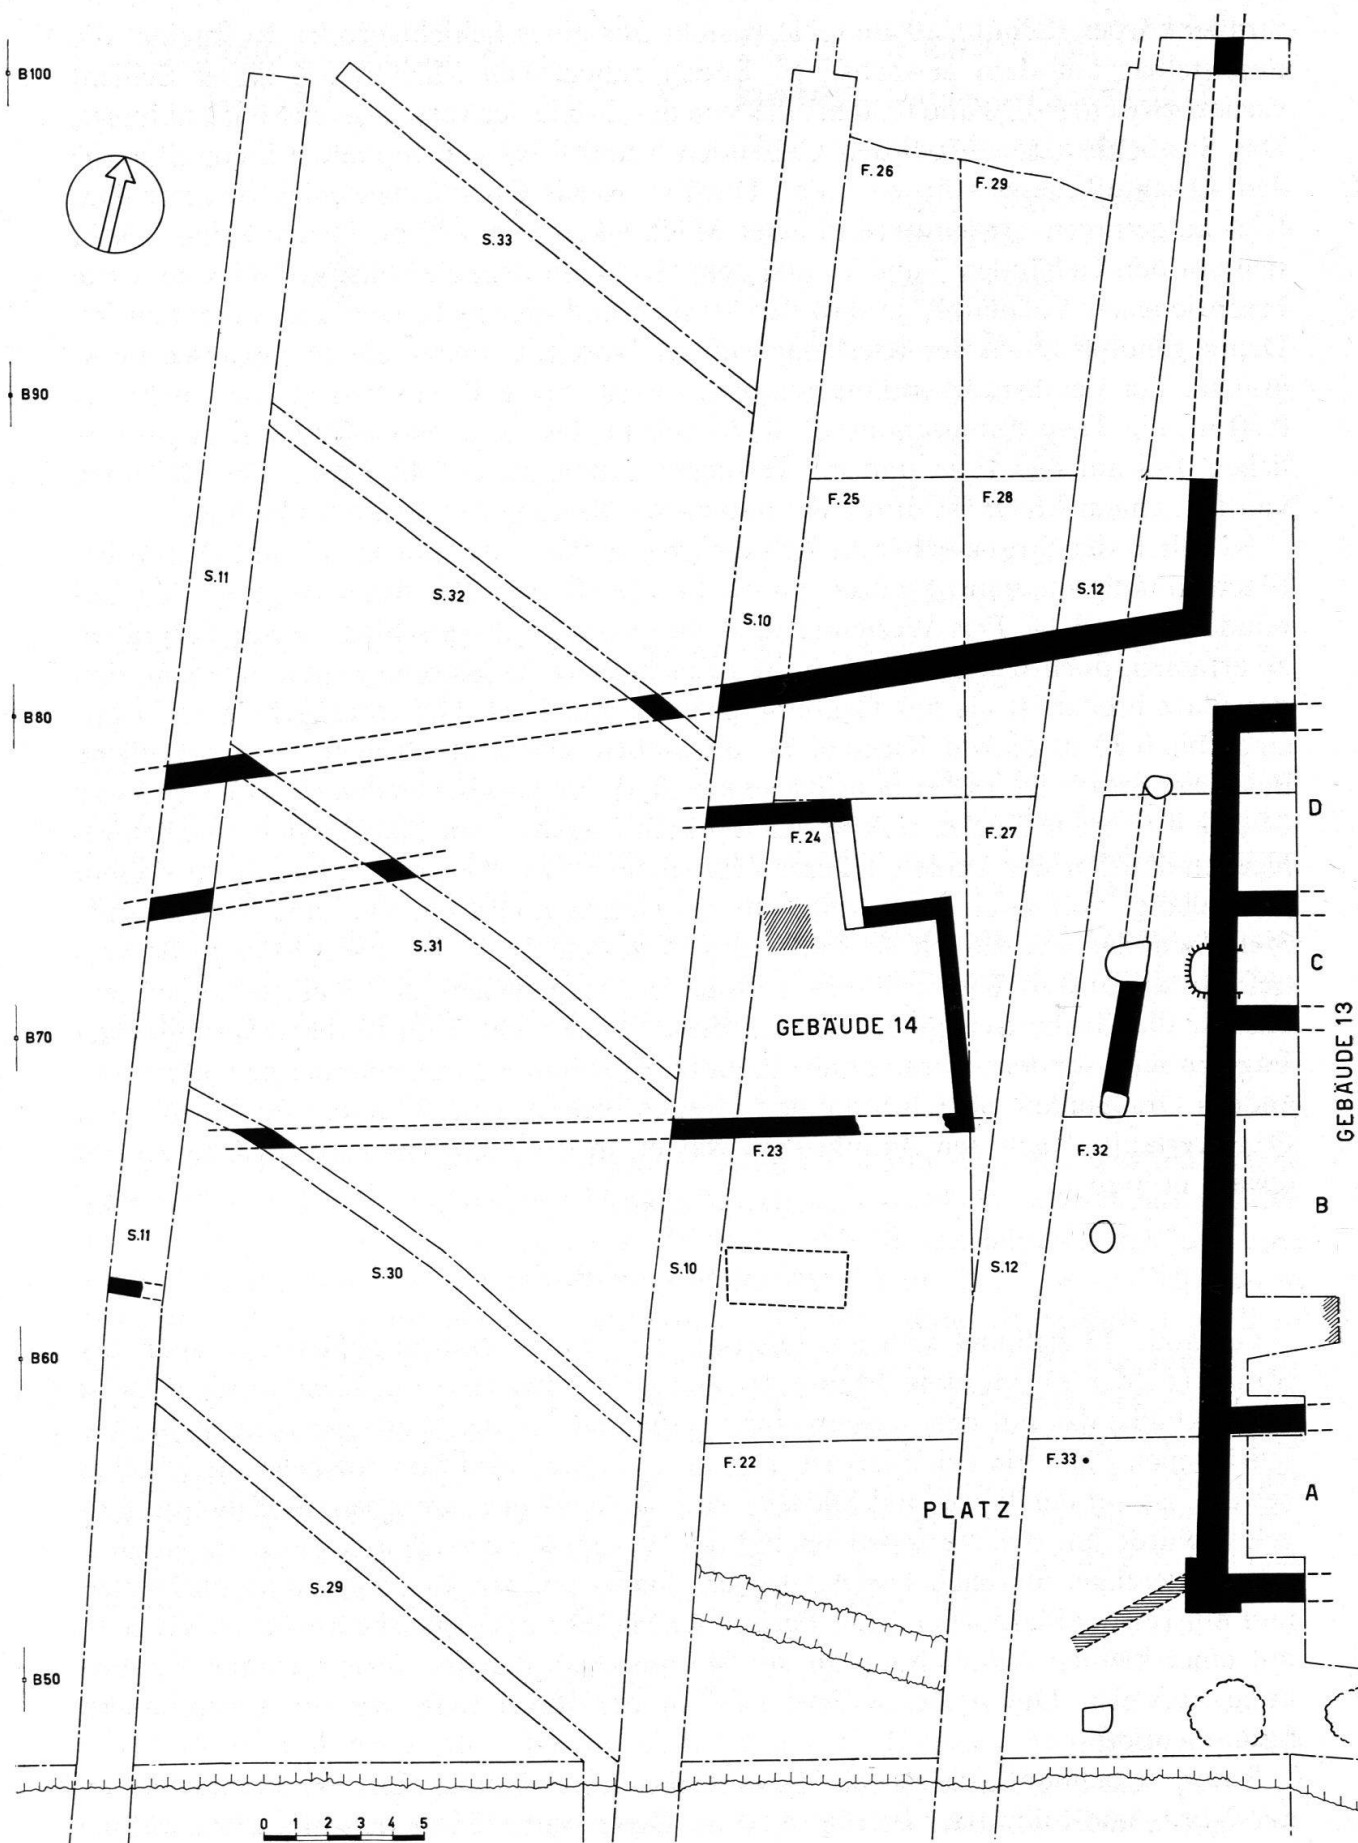 B100
F. 26
F. 29
S.33
B90
F. 25
F. 28
S.11
S.32
S.10
S.12
B80
D
F. 24
F. 27
S.31
C
GEBÄUDE 14
B70
GEBÄUDE 13
F. 23
F. 32
B
S.11
S.30
S.10
S.12
B60
F. 22
F. 33
A
PLATZ
S.29
B50
0 1 2 3 4 5